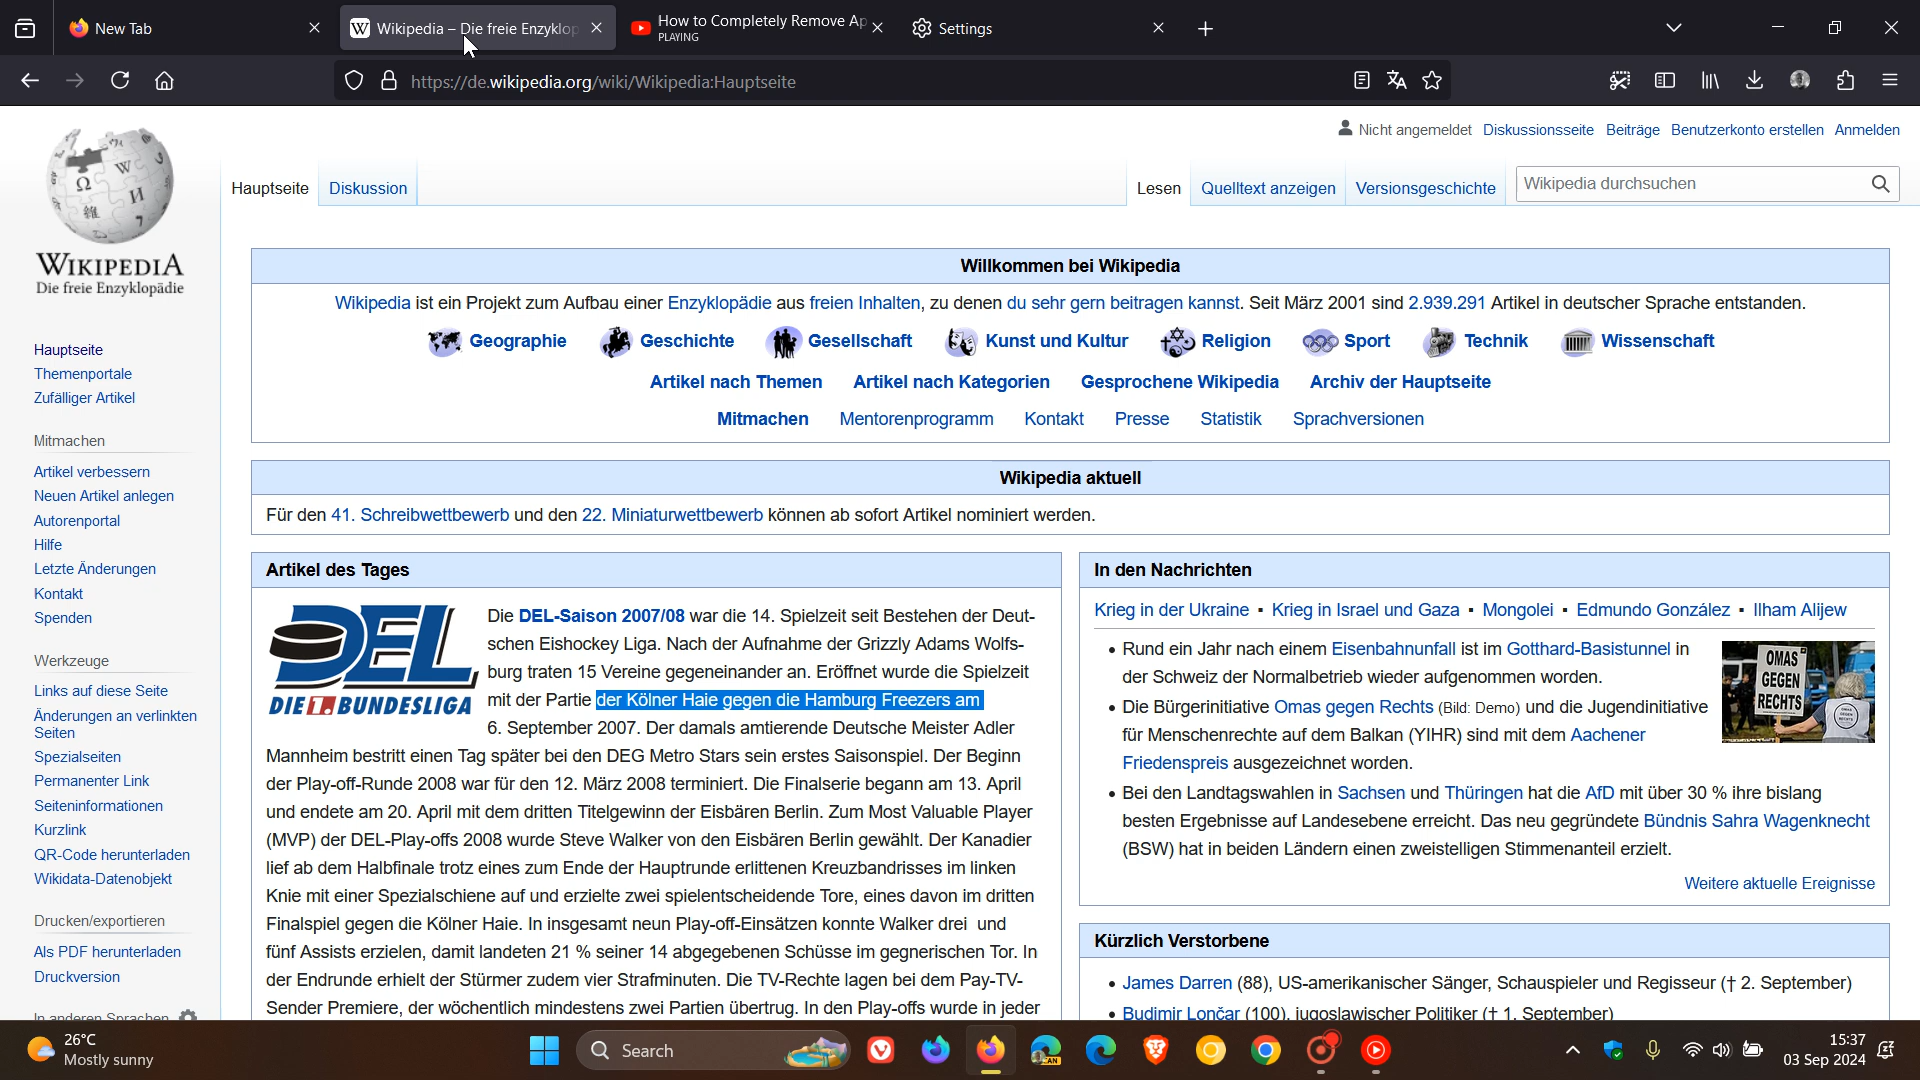 New Tab
Wikipedia – Die freie Enzyklop
How to Completely Remove Ap
PLAYING
Settings
https://de.wikipedia.org/wiki/Wikipedia:Hauptseite
Nicht angemeldet Diskussionsseite Beiträge Benutzerkonto erstellen Anmelden
Hauptseite Diskussion Lesen Quelltext anzeigen Versionsgeschichte Wikipedia durchsuchen
WIKIPEDIA
Die freie Enzyklopädie
Hauptseite
Themenportale
Zufälliger Artikel
Mitmachen
Artikel verbessern
Neuen Artikel anlegen
Autorenportal
Hilfe
Letzte Änderungen
Kontakt
Spenden
Werkzeuge
Links auf diese Seite
Änderungen an verlinkten
Seiten
Spezialseiten
Permanenter Link
Seiteninformationen
Kurzlink
QR-Code herunterladen
Wikidata-Datenobjekt
Drucken/exportieren
Als PDF herunterladen
Druckversion
In anderen Sprachen
Willkommen bei Wikipedia
Wikipedia ist ein Projekt zum Aufbau einer Enzyklopädie aus freien Inhalten, zu denen du sehr gern beitragen kannst. Seit März 2001 sind 2.939.291 Artikel in deutscher Sprache entstanden.
Geographie Geschichte Gesellschaft Kunst und Kultur Religion Sport Technik Wissenschaft
Artikel nach Themen Artikel nach Kategorien Gesprochene Wikipedia Archiv der Hauptseite
Mitmachen Mentorenprogramm Kontakt Presse Statistik Sprachversionen
Wikipedia aktuell
Für den 41. Schreibwettbewerb und den 22. Miniaturwettbewerb können ab sofort Artikel nominiert werden.
Artikel des Tages
DEL
DIE 1. BUNDESLIGA
Die DEL-Saison 2007/08 war die 14. Spielzeit seit Bestehen der Deut-
schen Eishockey Liga. Nach der Aufnahme der Grizzly Adams Wolfs-
burg traten 15 Vereine gegeneinander an. Eröffnet wurde die Spielzeit
mit der Partie der Kölner Haie gegen die Hamburg Freezers am
6. September 2007. Der damals amtierende Deutsche Meister Adler
Mannheim bestritt einen Tag später bei den DEG Metro Stars sein erstes Saisonspiel. Der Beginn
der Play-off-Runde 2008 war für den 12. März 2008 terminiert. Die Finalserie begann am 13. April
und endete am 20. April mit dem dritten Titelgewinn der Eisbären Berlin. Zum Most Valuable Player
(MVP) der DEL-Play-offs 2008 wurde Steve Walker von den Eisbären Berlin gewählt. Der Kanadier
lief ab dem Halbfinale trotz eines zum Ende der Hauptrunde erlittenen Kreuzbandrisses im linken
Knie mit einer Spezialschiene auf und erzielte zwei spielentscheidende Tore, eines davon im dritten
Finalspiel gegen die Kölner Haie. In insgesamt neun Play-off-Einsätzen konnte Walker drei und
fünf Assists erzielen, damit landeten 21 % seiner 14 abgegebenen Schüsse im gegnerischen Tor. In
der Endrunde erhielt der Stürmer zudem vier Strafminuten. Die TV-Rechte lagen bei dem Pay-TV-
Sender Premiere, der wöchentlich mindestens zwei Partien übertrug. In den Play-offs wurde in jeder
In den Nachrichten
Krieg in der Ukraine ▪ Krieg in Israel und Gaza ▪ Mongolei ▪ Edmundo González ▪ Ilham Alijew
• Rund ein Jahr nach einem Eisenbahnunfall ist im Gotthard-Basistunnel in
der Schweiz der Normalbetrieb wieder aufgenommen worden.
• Die Bürgerinitiative Omas gegen Rechts (Bild: Demo) und die Jugendinitiative
für Menschenrechte auf dem Balkan (YIHR) sind mit dem Aachener
Friedenspreis ausgezeichnet worden.
OMAS
GEGEN
RECHTS
• Bei den Landtagswahlen in Sachsen und Thüringen hat die AfD mit über 30 % ihre bislang
besten Ergebnisse auf Landesebene erreicht. Das neu gegründete Bündnis Sahra Wagenknecht
(BSW) hat in beiden Ländern einen zweistelligen Stimmenanteil erzielt.
Weitere aktuelle Ereignisse
Kürzlich Verstorbene
• James Darren (88), US-amerikanischer Sänger, Schauspieler und Regisseur († 2. September)
• Budimir Lončar (100), jugoslawischer Politiker († 1. September)
26°C
Mostly sunny
Search
CAN
15:37
03 Sep 2024